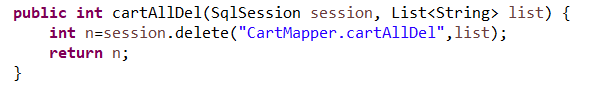 public int cartAllDel(SqlSession session, List<String> list) {
    int n=session.delete("CartMapper.cartAllDel",list);
    return n;
}